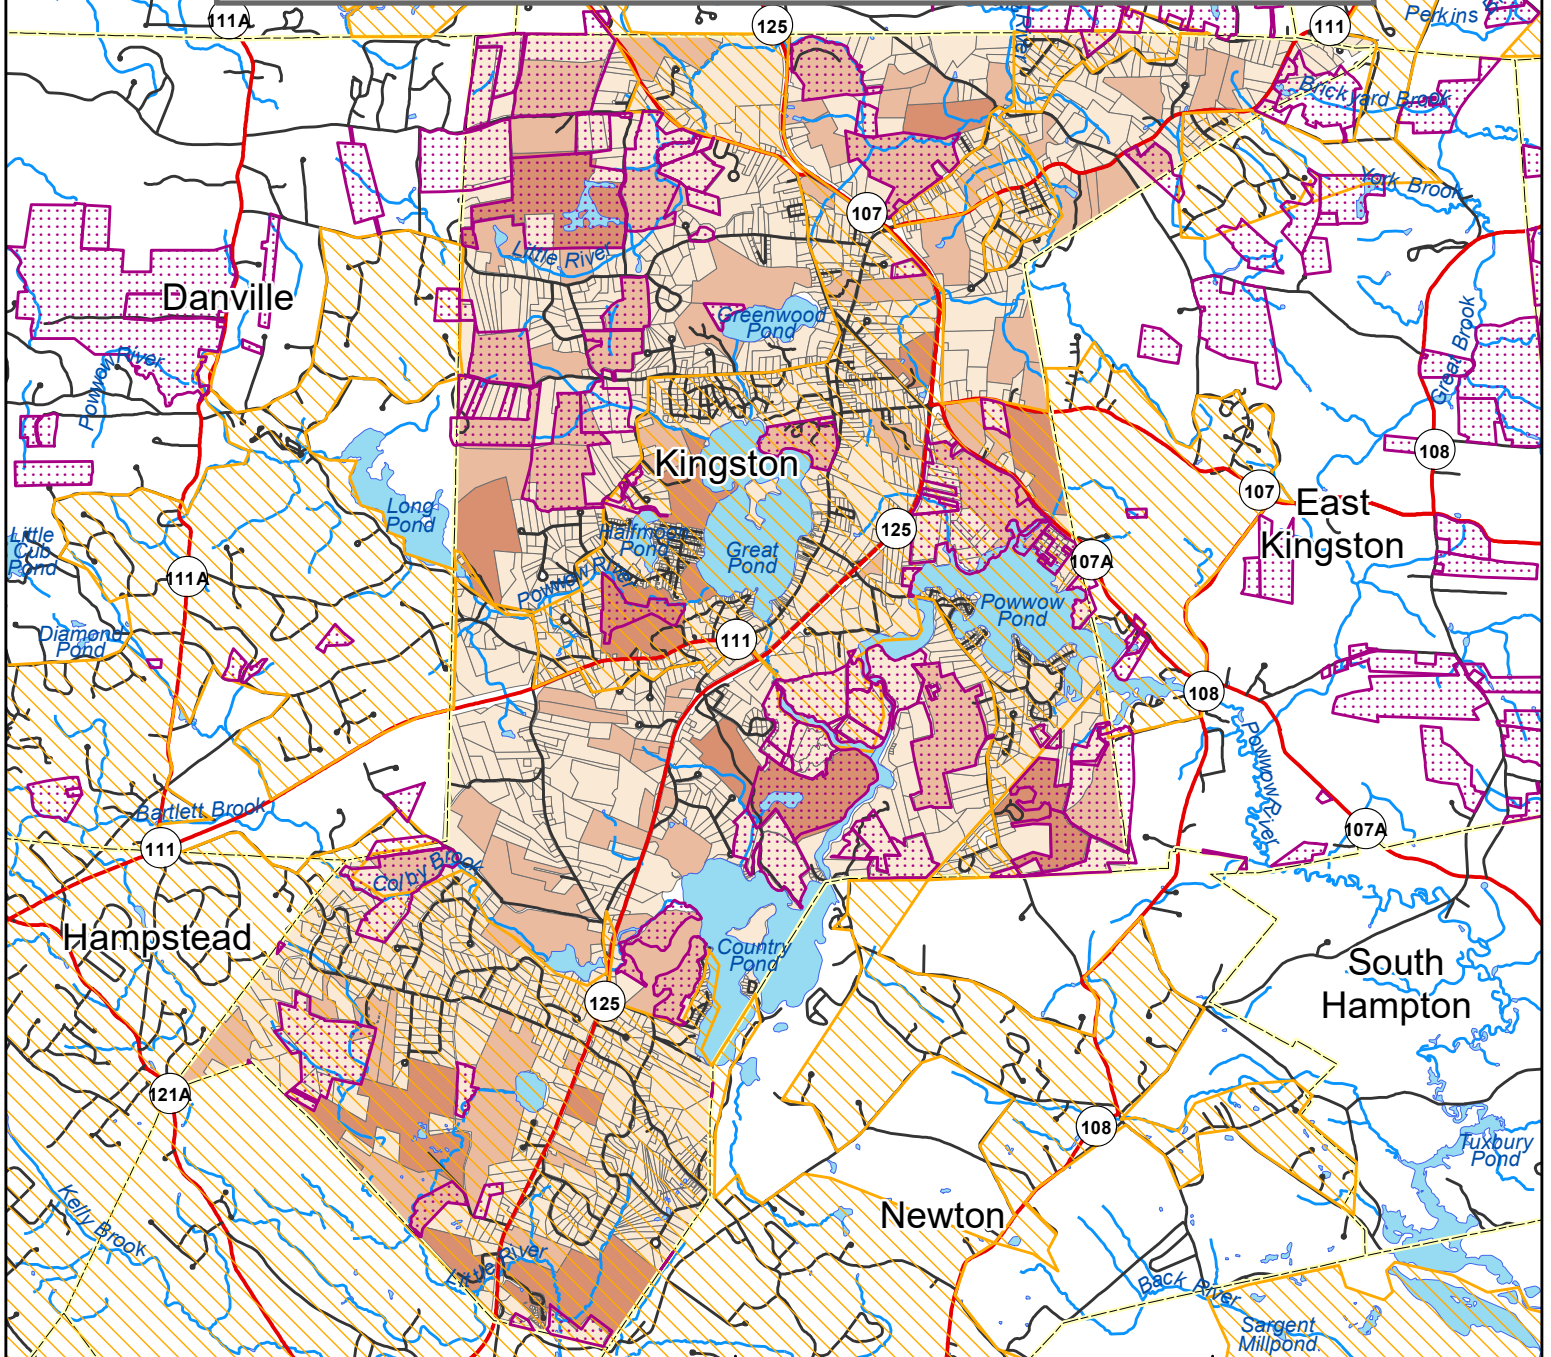 111A
125
111
Perkins
River
Brickyard Brook
York Brook
107
Little River
Danville
Greenwood
Pond
Powwow River
Great Brook
Kingston
108
107
East
Kingston
Long
Pond
125
Halfmoon
Pond
Great
Pond
Little
Cub
Pond
111A
107A
Powwow River
Powwow
Pond
Diamond
Pond
111
108
Powwow River
Bartlett Brook
107A
111
Colby Brook
Hampstead
Country
Pond
South
Hampton
125
121A
108
Tuxbury
Pond
Kelly Brook
Newton
Little River
Back River
Sargent
Millpond